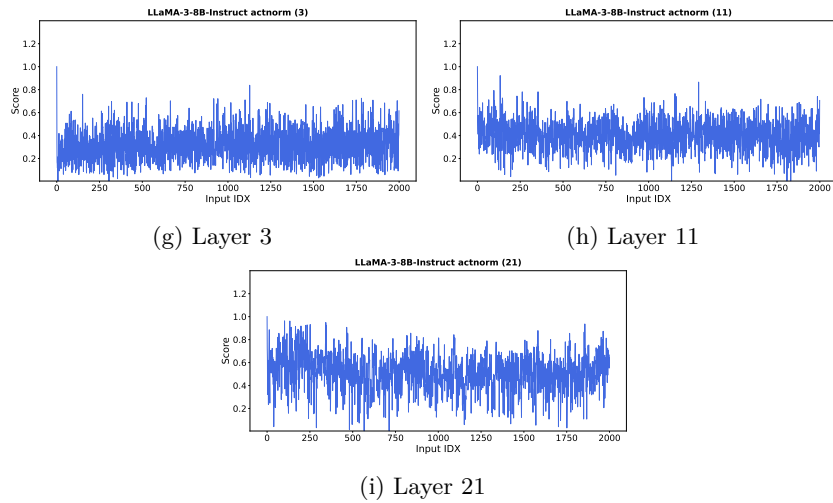 LLaMA-3-8B-Instruct actnorm (3)
1.2
1.0
0.8
0.6
0.4
0.2
Score
0 250 500 750 1000 1250 1500 1750 2000
Input IDX
(g) Layer 3
LLaMA-3-8B-Instruct actnorm (11)
1.2
1.0
0.8
0.6
0.4
0.2
Score
0 250 500 750 1000 1250 1500 1750 2000
Input IDX
(h) Layer 11
LLaMA-3-8B-Instruct actnorm (21)
1.2
1.0
0.8
0.6
0.4
0.2
Score
0 250 500 750 1000 1250 1500 1750 2000
Input IDX
(i) Layer 21